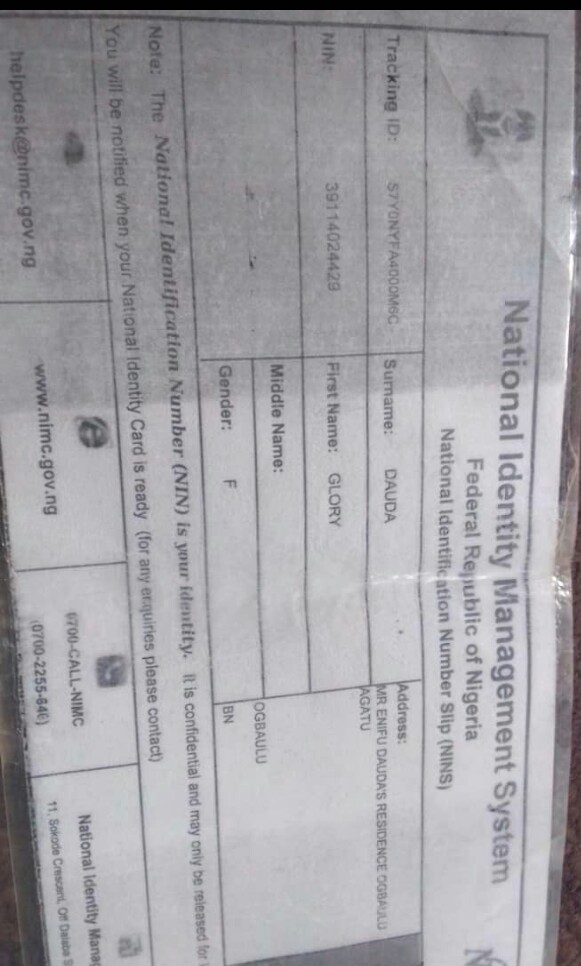 National Identity Management System
Federal Republic of Nigeria
National Identification Number Slip (NINS)
Tracking ID: S7Y0NYFA4000M6C
Surname: DAUDA
Address:
MR ENIFU DAUDA'S RESIDENCE OGBAULU
AGATU
NIN: 39114024429
First Name: GLORY
Middle Name:
OGBAULU
Gender: F
BN
Note: The National Identification Number (NIN) is your identity. It is confidential and may only be released for
You will be notified when your National Identity Card is ready (for any enquiries please contact)
helpdesk@nimc.gov.ng
www.nimc.gov.ng
0700-CALL-NIMC
(0700-2255-646)
National Identity Manag
11, Sokode Crescent, Off Dalaba S